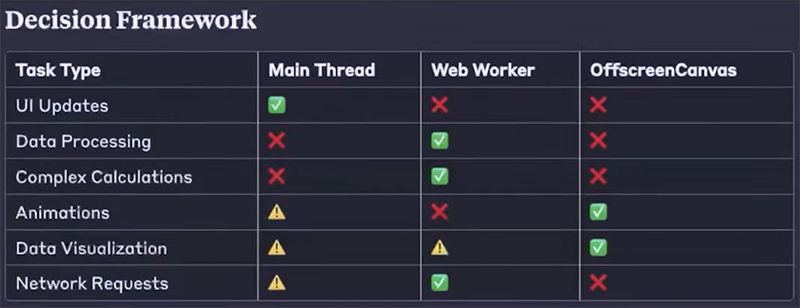 Decision Framework
Task Type Main Thread Web Worker OffscreenCanvas
UI Updates ✅ ❌ ❌
Data Processing ❌ ✅ ❌
Complex Calculations ❌ ✅ ❌
Animations ⚠️ ❌ ✅
Data Visualization ⚠️ ⚠️ ✅
Network Requests ⚠️ ✅ ❌